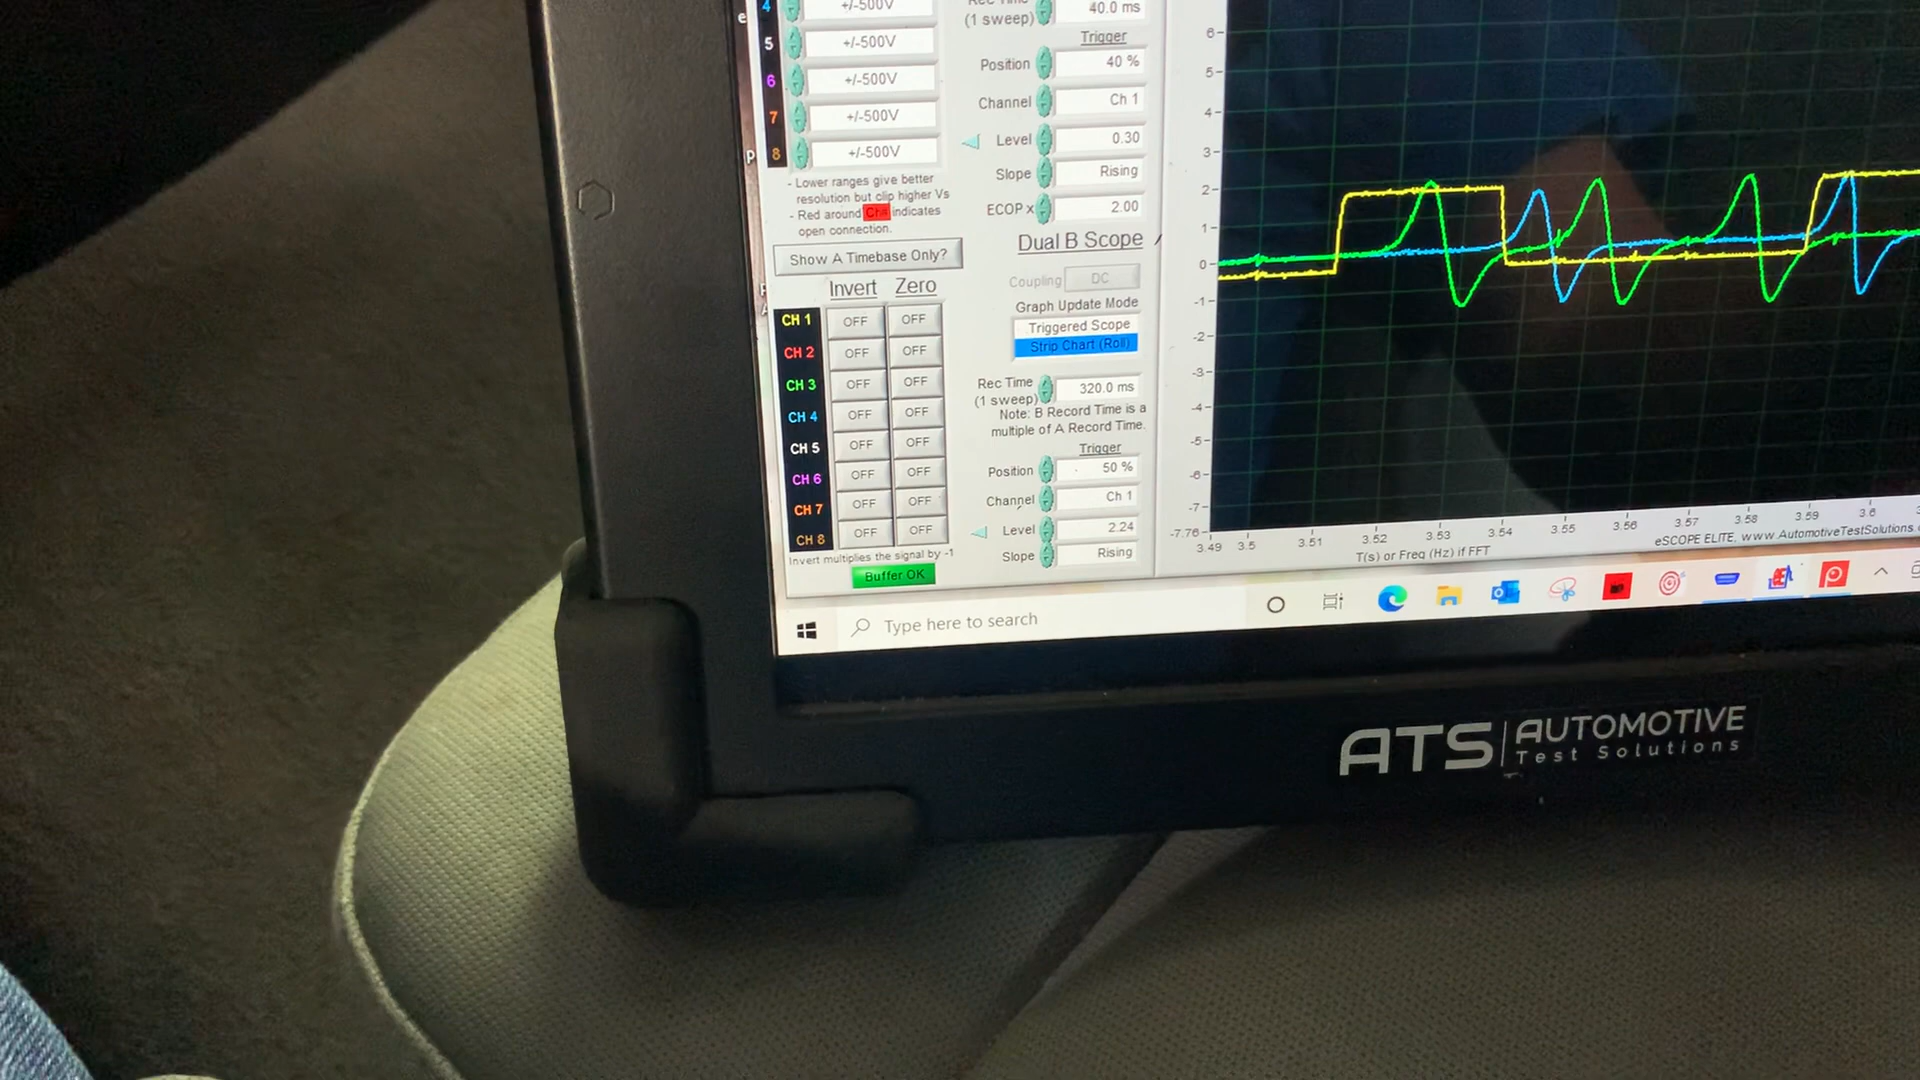 4 +/-500V
5 +/-500V
6 +/-500V
7 +/-500V
8 +/-500V
- Lower ranges give better
resolution but clip higher Vs
- Red around Ch# indicates
open connection.
Show A Timebase Only?
Invert Zero
CH 1 OFF OFF
CH 2 OFF OFF
CH 3 OFF OFF
CH 4 OFF OFF
CH 5 OFF OFF
CH 6 OFF OFF
CH 7 OFF OFF
CH 8 OFF OFF
Invert multiplies the signal by -1
Buffer OK
Rec Time
(1 sweep) 40.0 ms
Trigger
Position 40 %
Channel Ch 1
Level 0.30
Slope Rising
ECOP x 2.00
Dual B Scope
Coupling DC
Graph Update Mode
Triggered Scope
Strip Chart (Roll)
Rec Time
(1 sweep) 320.0 ms
Note: B Record Time is a
multiple of A Record Time.
Trigger
Position 50 %
Channel Ch 1
Level 2.24
Slope Rising
6
5
4
3
2
1
0
-1
-2
-3
-4
-5
-6
-7
-7.76
3.49 3.5 3.51 3.52 3.53 3.54 3.55 3.56 3.57 3.58 3.59 3.6
T(s) or Freq (Hz) if FFT
eSCOPE ELITE, www.AutomotiveTestSolutions.c
Type here to search
ATS AUTOMOTIVE
Test Solutions